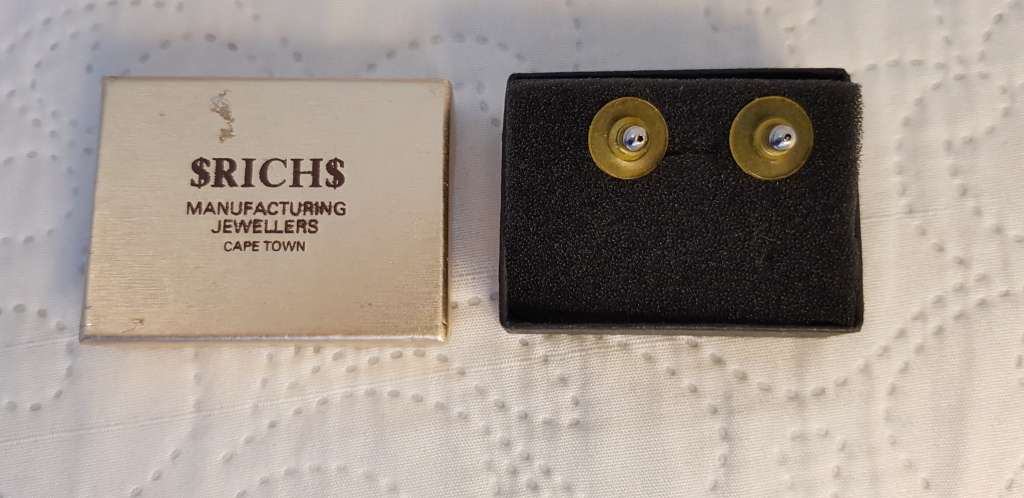 $RICH$
MANUFACTURING
JEWELLERS
CAPE TOWN